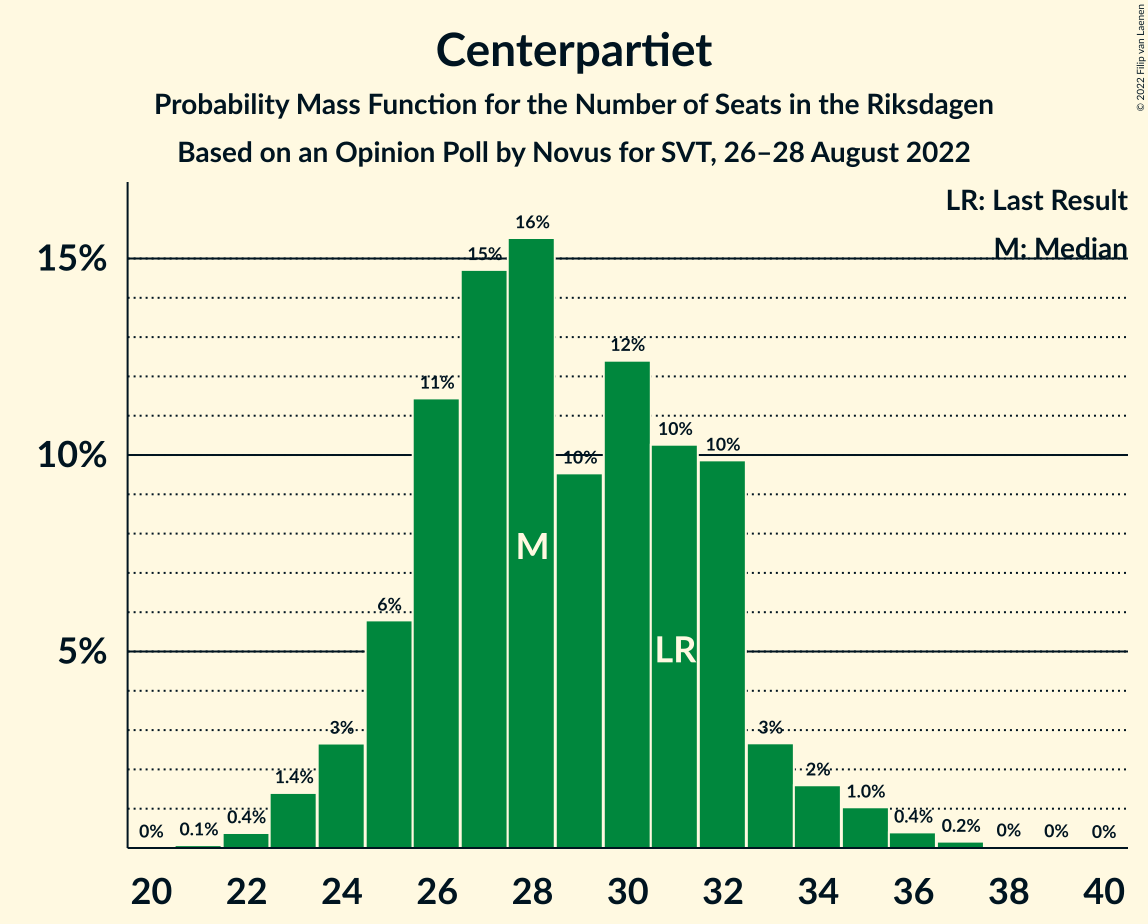 Centerpartiet
Probability Mass Function for the Number of Seats in the Riksdagen
Based on an Opinion Poll by Novus for SVT, 26–28 August 2022
© 2022 Filip van Laenen
LR: Last Result
M: Median
15%
10%
5%
0%
0.1%
0.4%
1.4%
3%
6%
11%
15%
16%
10%
12%
10%
10%
3%
2%
1.0%
0.4%
0.2%
0%
0%
0%
M
LR
20 22 24 26 28 30 32 34 36 38 40